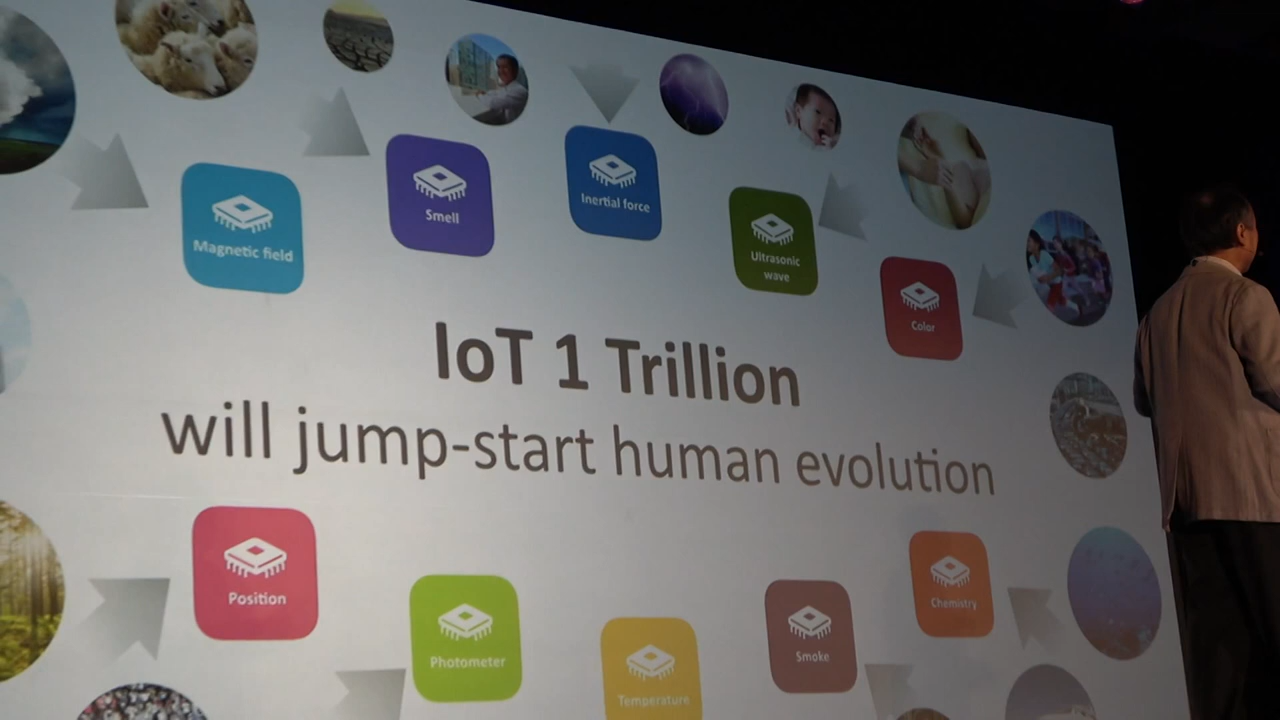 Magnetic field
Smell
Inertial force
Ultrasonic
wave
Color
IoT 1 Trillion
will jump-start human evolution
Position
Photometer
Temperature
Smoke
Chemistry